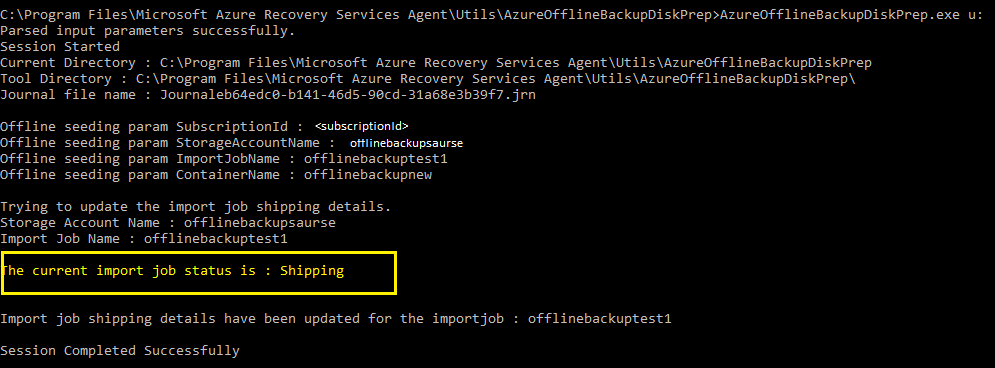 C:\Program Files\Microsoft Azure Recovery Services Agent\Utils\AzureOfflineBackupDiskPrep>AzureOfflineBackupDiskPrep.exe u:
Parsed input parameters successfully.
Session Started
Current Directory : C:\Program Files\Microsoft Azure Recovery Services Agent\Utils\AzureOfflineBackupDiskPrep
Tool Directory : C:\Program Files\Microsoft Azure Recovery Services Agent\Utils\AzureOfflineBackupDiskPrep\
Journal file name : Journaleb64edc0-b141-46d5-90cd-31a68e3b39f7.jrn
Offline seeding param SubscriptionId : <subscriptionId>
Offline seeding param StorageAccountName : offlinebackupsaurse
Offline seeding param ImportJobName : offlinebackuptest1
Offline seeding param ContainerName : offlinebackupnew
Trying to update the import job shipping details.
Storage Account Name : offlinebackupsaurse
Import Job Name : offlinebackuptest1
The current import job status is : Shipping
Import job shipping details have been updated for the importjob : offlinebackuptest1
Session Completed Successfully